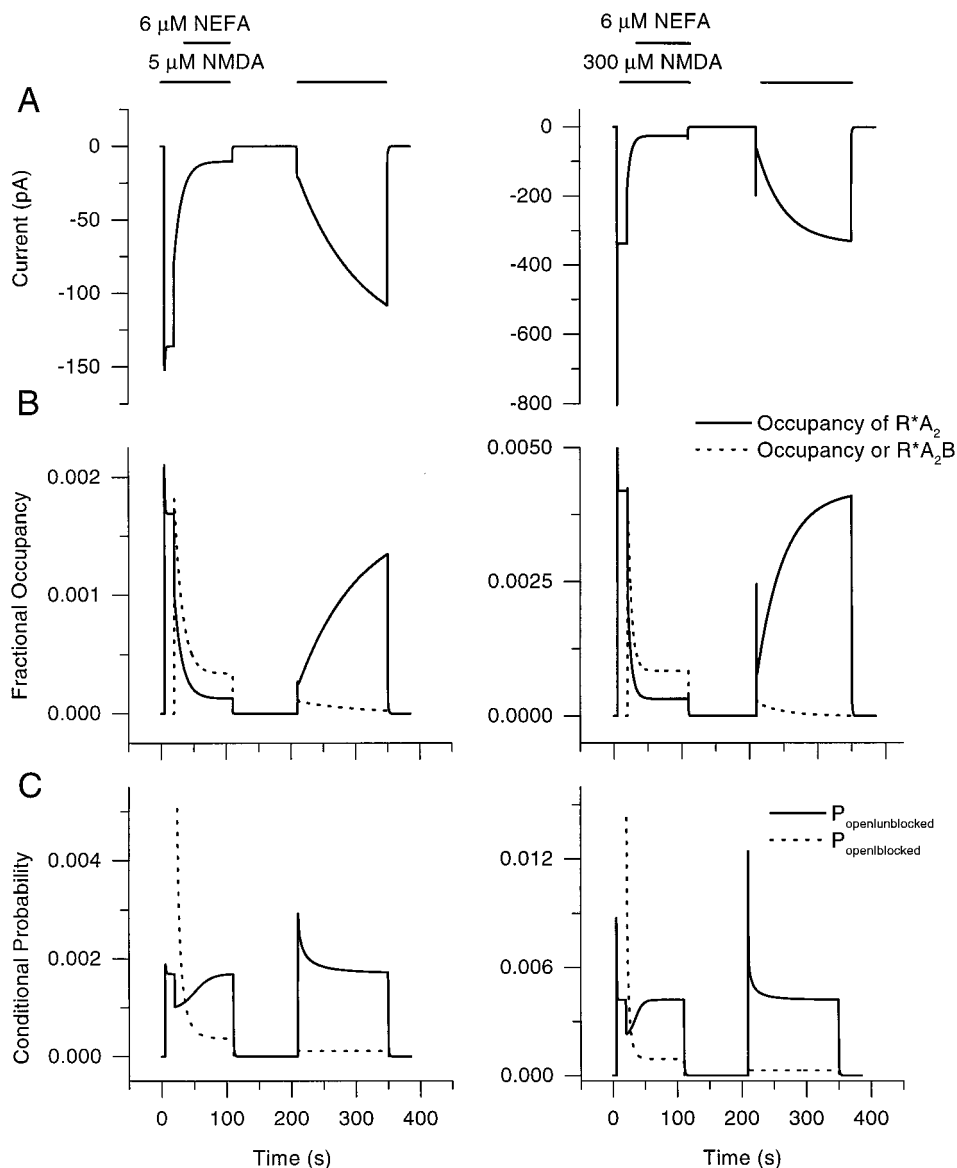 6 μM NEFA
5 μM NMDA
6 μM NEFA
300 μM NMDA
A
Current (pA)
0
-50
-100
-150
0
-200
-400
-600
-800
B
Fractional Occupancy
0.002
0.001
0.000
Occupancy of R*A2
Occupancy or R*A2B
0.0050
0.0025
0.0000
C
Conditional Probability
0.004
0.002
0.000
0 100 200 300 400
Time (s)
Popen|unblocked
Popen|blocked
0.012
0.006
0.000
0 100 200 300 400
Time (s)